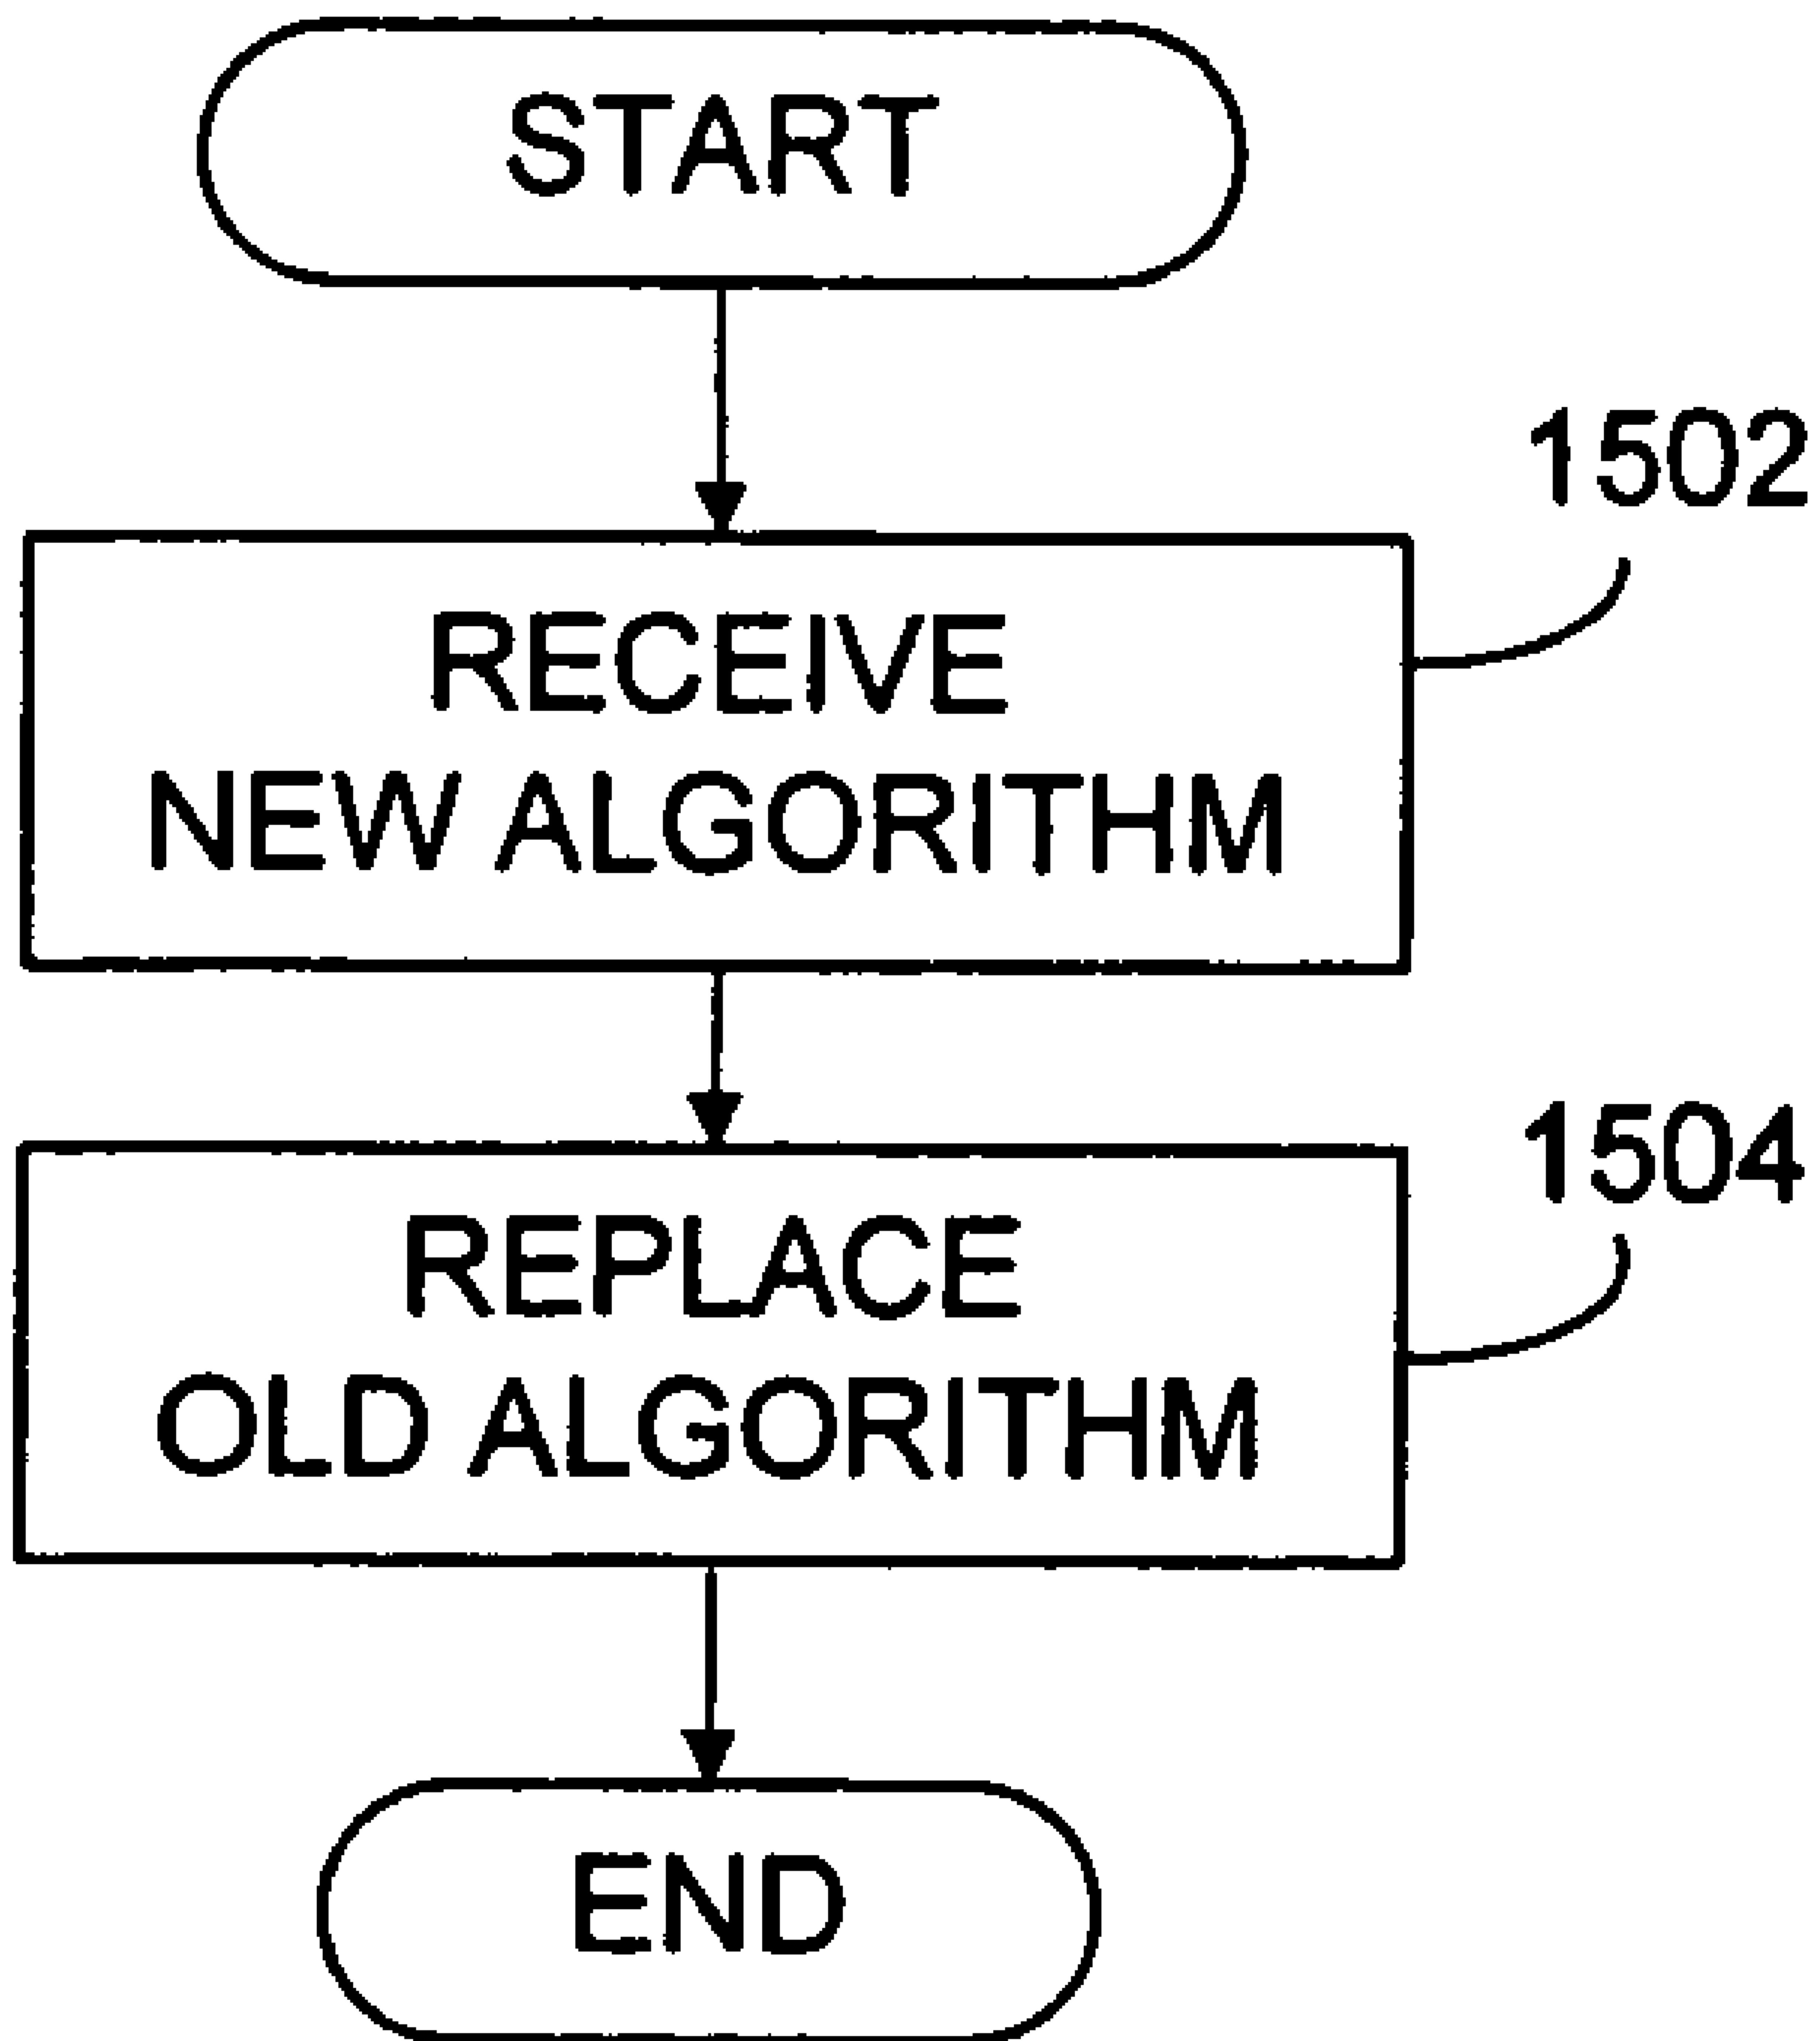 START
1502
RECEIVE
NEW ALGORITHM
1504
REPLACE
OLD ALGORITHM
END